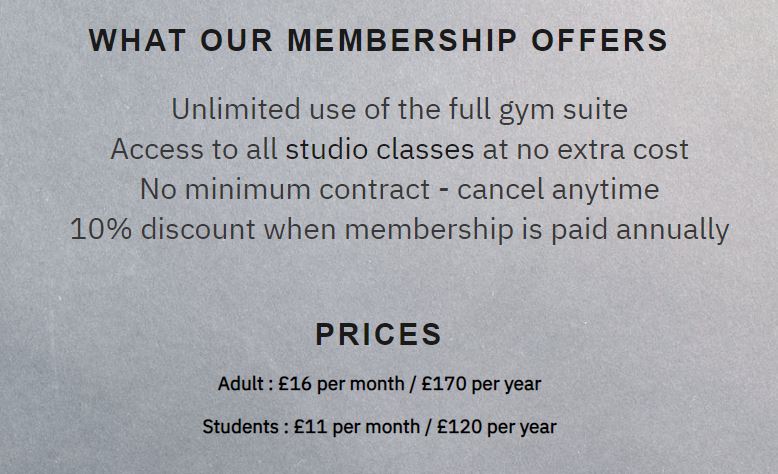 WHAT OUR MEMBERSHIP OFFERS
Unlimited use of the full gym suite
Access to all studio classes at no extra cost
No minimum contract - cancel anytime
10% discount when membership is paid annually
PRICES
Adult : £16 per month / £170 per year
Students : £11 per month / £120 per year